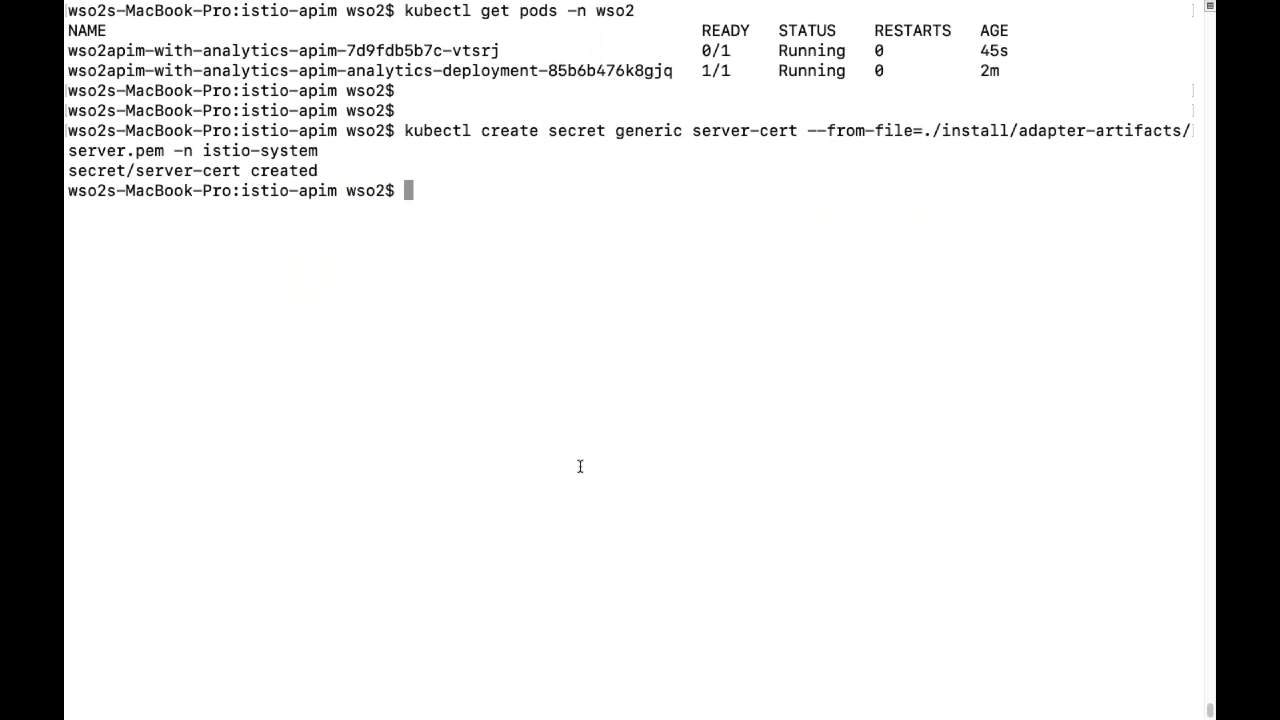 wso2s-MacBook-Pro:istio-apim wso2$ kubectl get pods -n wso2
NAME READY STATUS RESTARTS AGE
wso2apim-with-analytics-apim-7d9fdb5b7c-vtsrj 0/1 Running 0 45s
wso2apim-with-analytics-apim-analytics-deployment-85b6b476k8gjq 1/1 Running 0 2m
wso2s-MacBook-Pro:istio-apim wso2$
wso2s-MacBook-Pro:istio-apim wso2$
wso2s-MacBook-Pro:istio-apim wso2$ kubectl create secret generic server-cert --from-file=./install/adapter-artifacts/
server.pem -n istio-system
secret/server-cert created
wso2s-MacBook-Pro:istio-apim wso2$